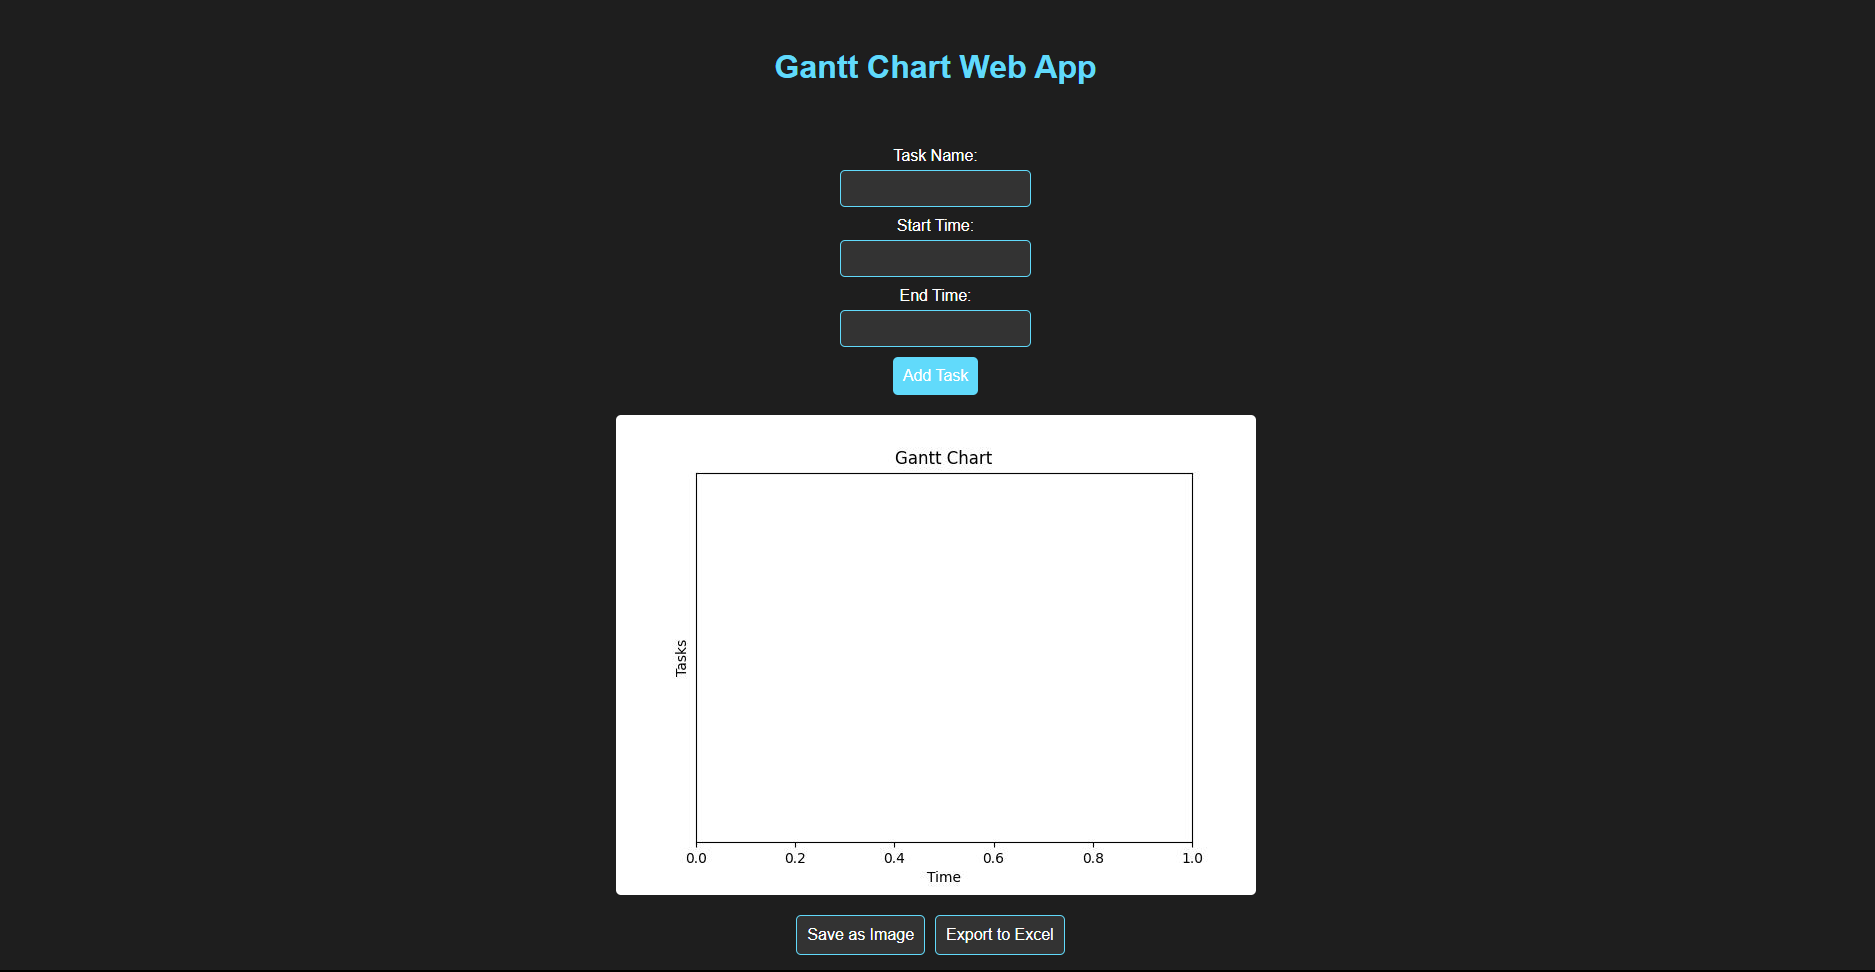 Gantt Chart Web App
Task Name:
Start Time:
End Time:
Add Task
Gantt Chart
Tasks
0.0 0.2 0.4 0.6 0.8 1.0
Time
Save as Image Export to Excel